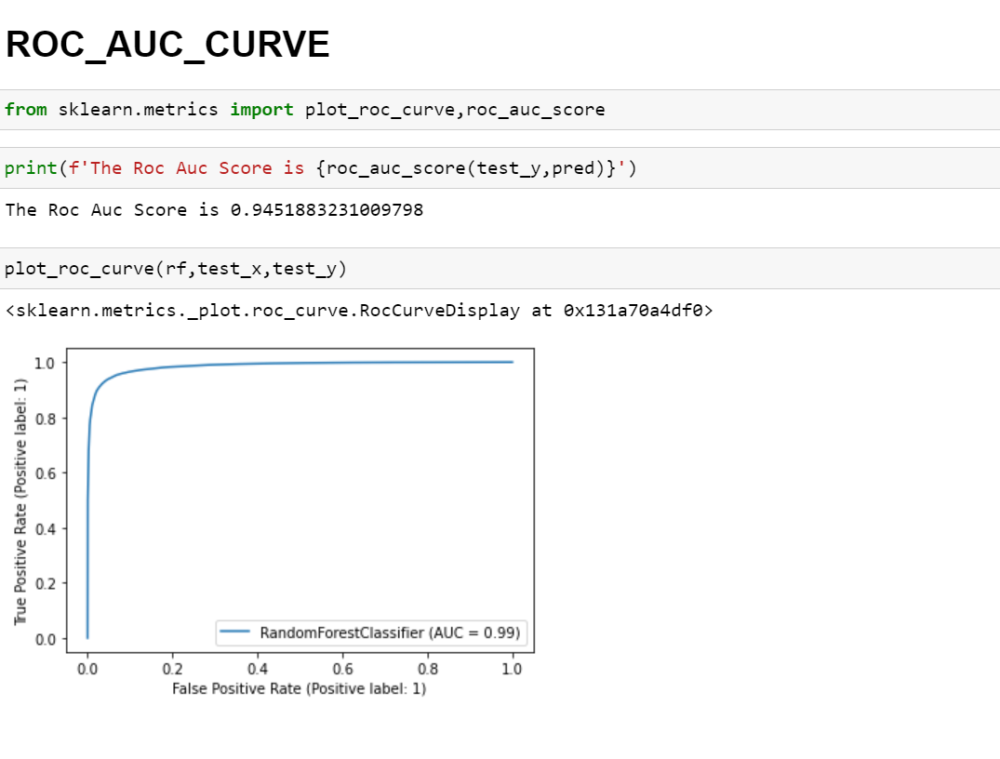 ROC_AUC_CURVE
from sklearn.metrics import plot_roc_curve,roc_auc_score
print(f'The Roc Auc Score is {roc_auc_score(test_y,pred)}')
The Roc Auc Score is 0.9451883231009798
plot_roc_curve(rf,test_x,test_y)
<sklearn.metrics._plot.roc_curve.RocCurveDisplay at 0x131a70a4df0>
True Positive Rate (Positive label: 1)
1.0
0.8
0.6
0.4
0.2
0.0
RandomForestClassifier (AUC = 0.99)
0.0 0.2 0.4 0.6 0.8 1.0
False Positive Rate (Positive label: 1)